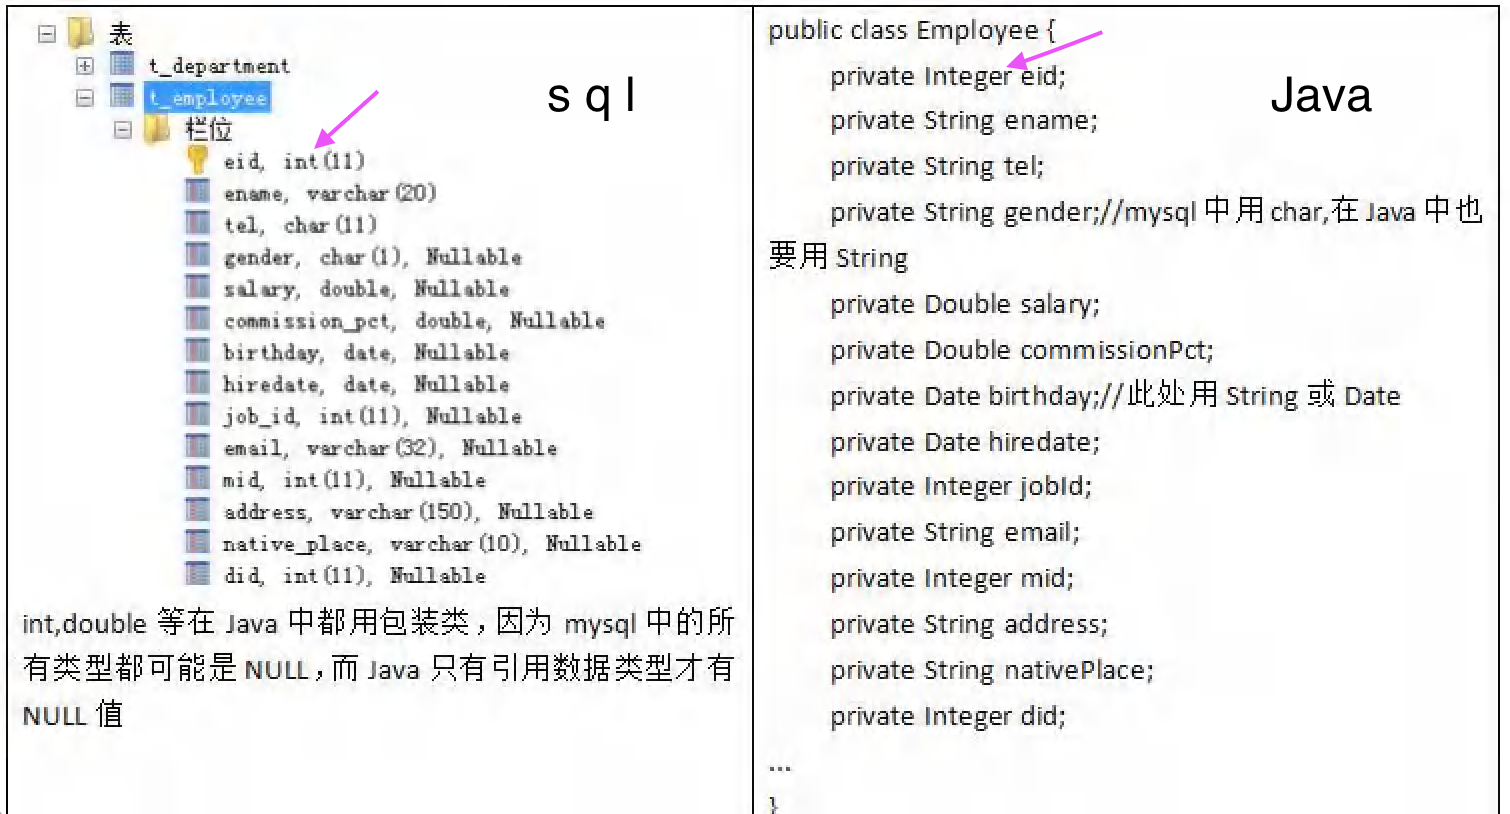 表
t_department
t_employee
栏位
eid, int(11)
ename, varchar(20)
tel, char(11)
gender, char(1), Nullable
salary, double, Nullable
commission_pct, double, Nullable
birthday, date, Nullable
hiredate, date, Nullable
job_id, int(11), Nullable
email, varchar(32), Nullable
mid, int(11), Nullable
address, varchar(150), Nullable
native_place, varchar(10), Nullable
did, int(11), Nullable
s q l
int,double 等在 Java 中都用包装类，因为 mysql 中的所
有类型都可能是 NULL，而 Java 只有引用数据类型才有
NULL 值
public class Employee {
private Integer eid;
Java
private String ename;
private String tel;
private String gender;//mysql 中用 char,在 Java 中也
要用 String
private Double salary;
private Double commissionPct;
private Date birthday;//此处用 String 或 Date
private Date hiredate;
private Integer jobId;
private String email;
private Integer mid;
private String address;
private String nativePlace;
private Integer did;
...
}